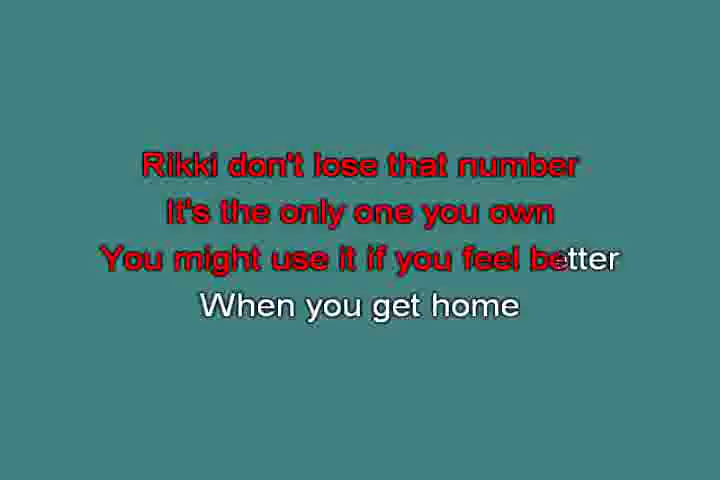 Rikki don't lose that number
It's the only one you own
You might use it if you feel better
When you get home